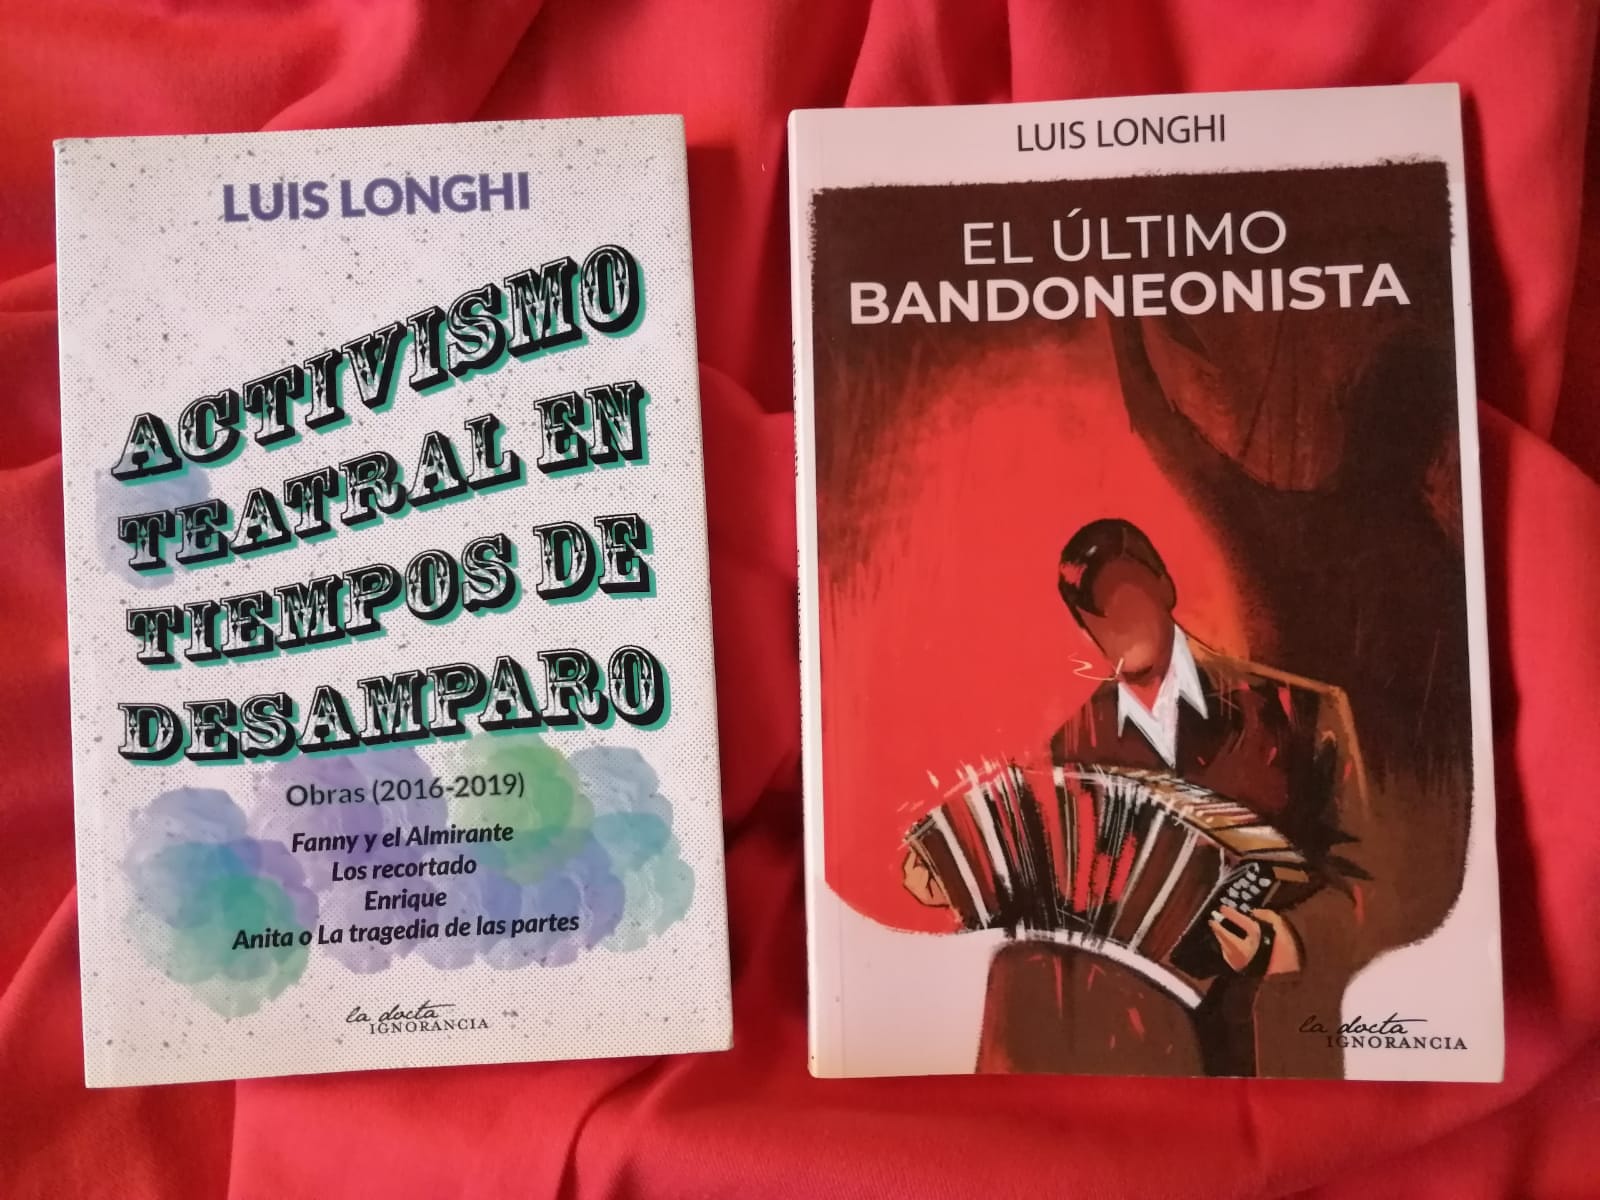 LUIS LONGHI
ACTIVISMO
TEATRAL EN
TIEMPOS DE
DESAMPARO
Obras (2016-2019)
Fanny y el Almirante
Los recortado
Enrique
Anita o La tragedia de las partes
la docta
IGNORANCIA
LUIS LONGHI
EL ÚLTIMO
BANDONEONISTA
la docta
IGNORANCIA